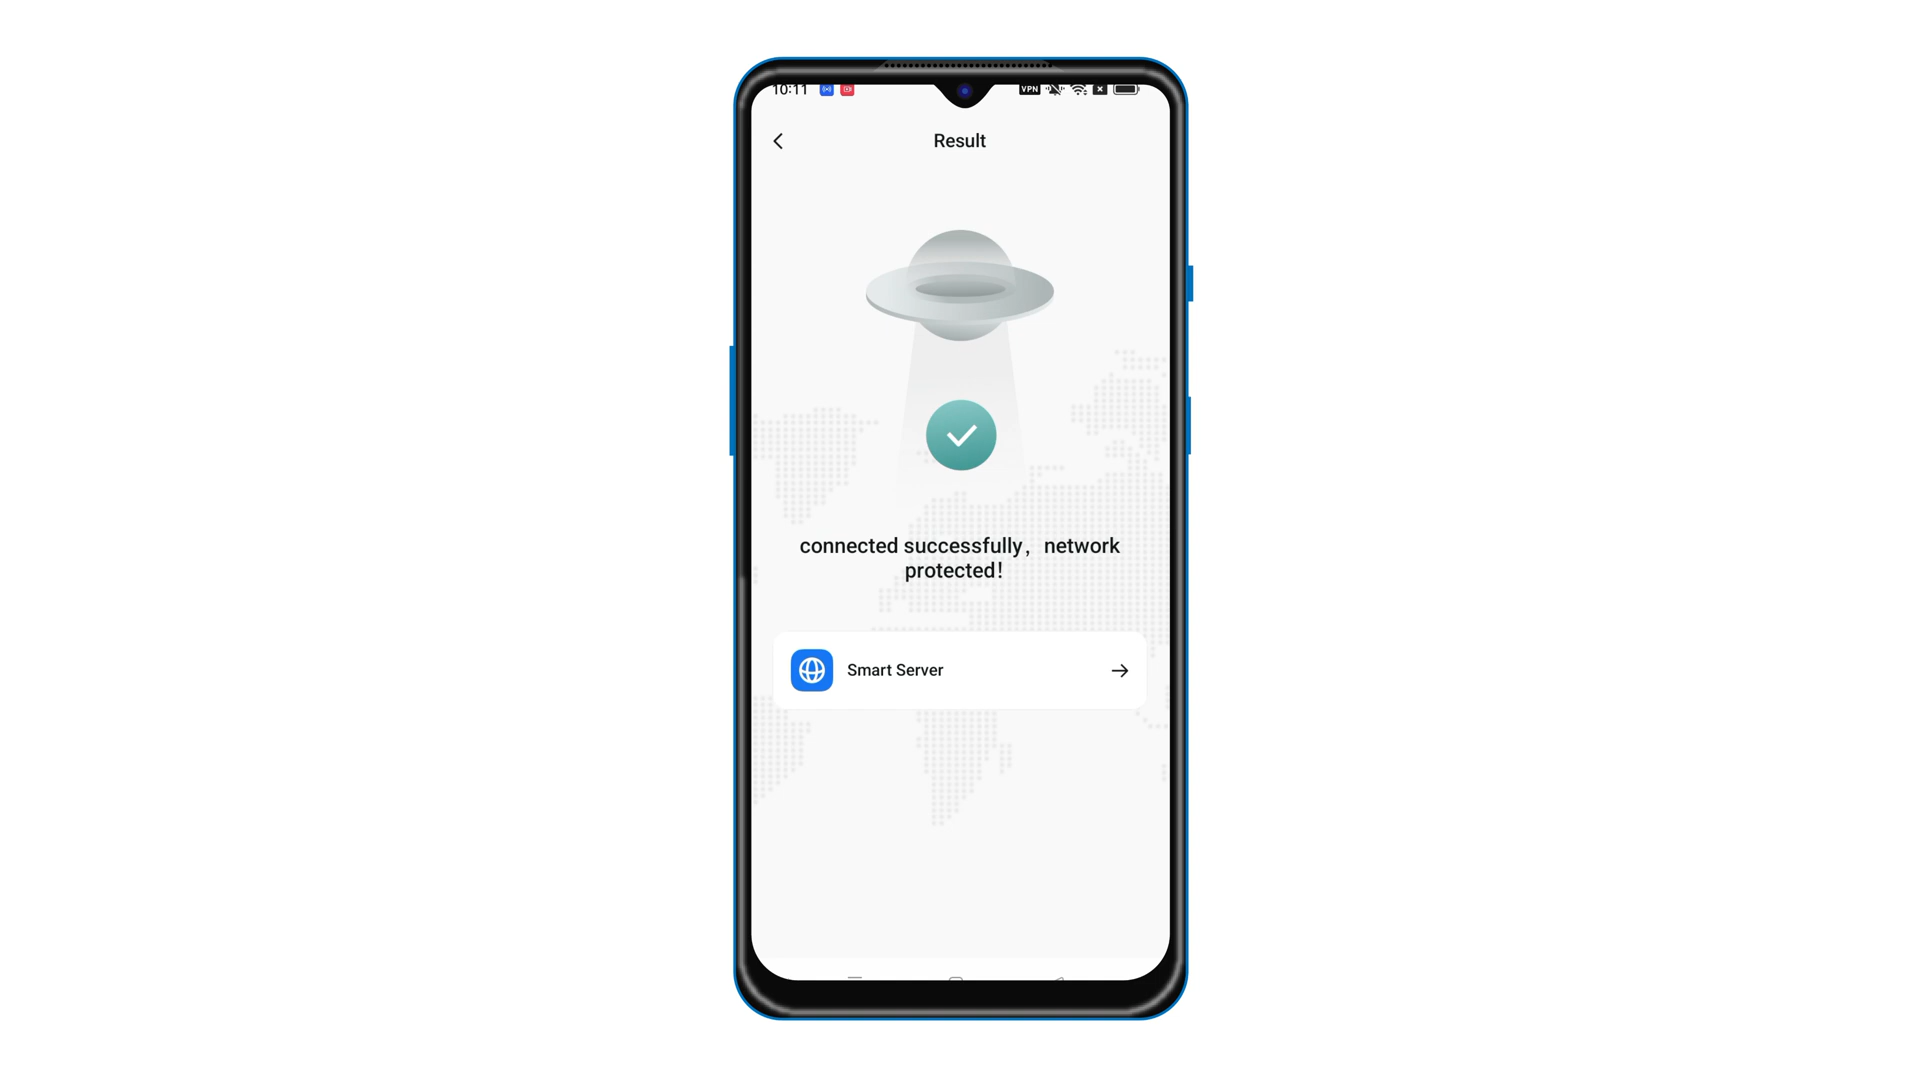 10:11 VPN
Result
connected successfully，network
protected！
Smart Server